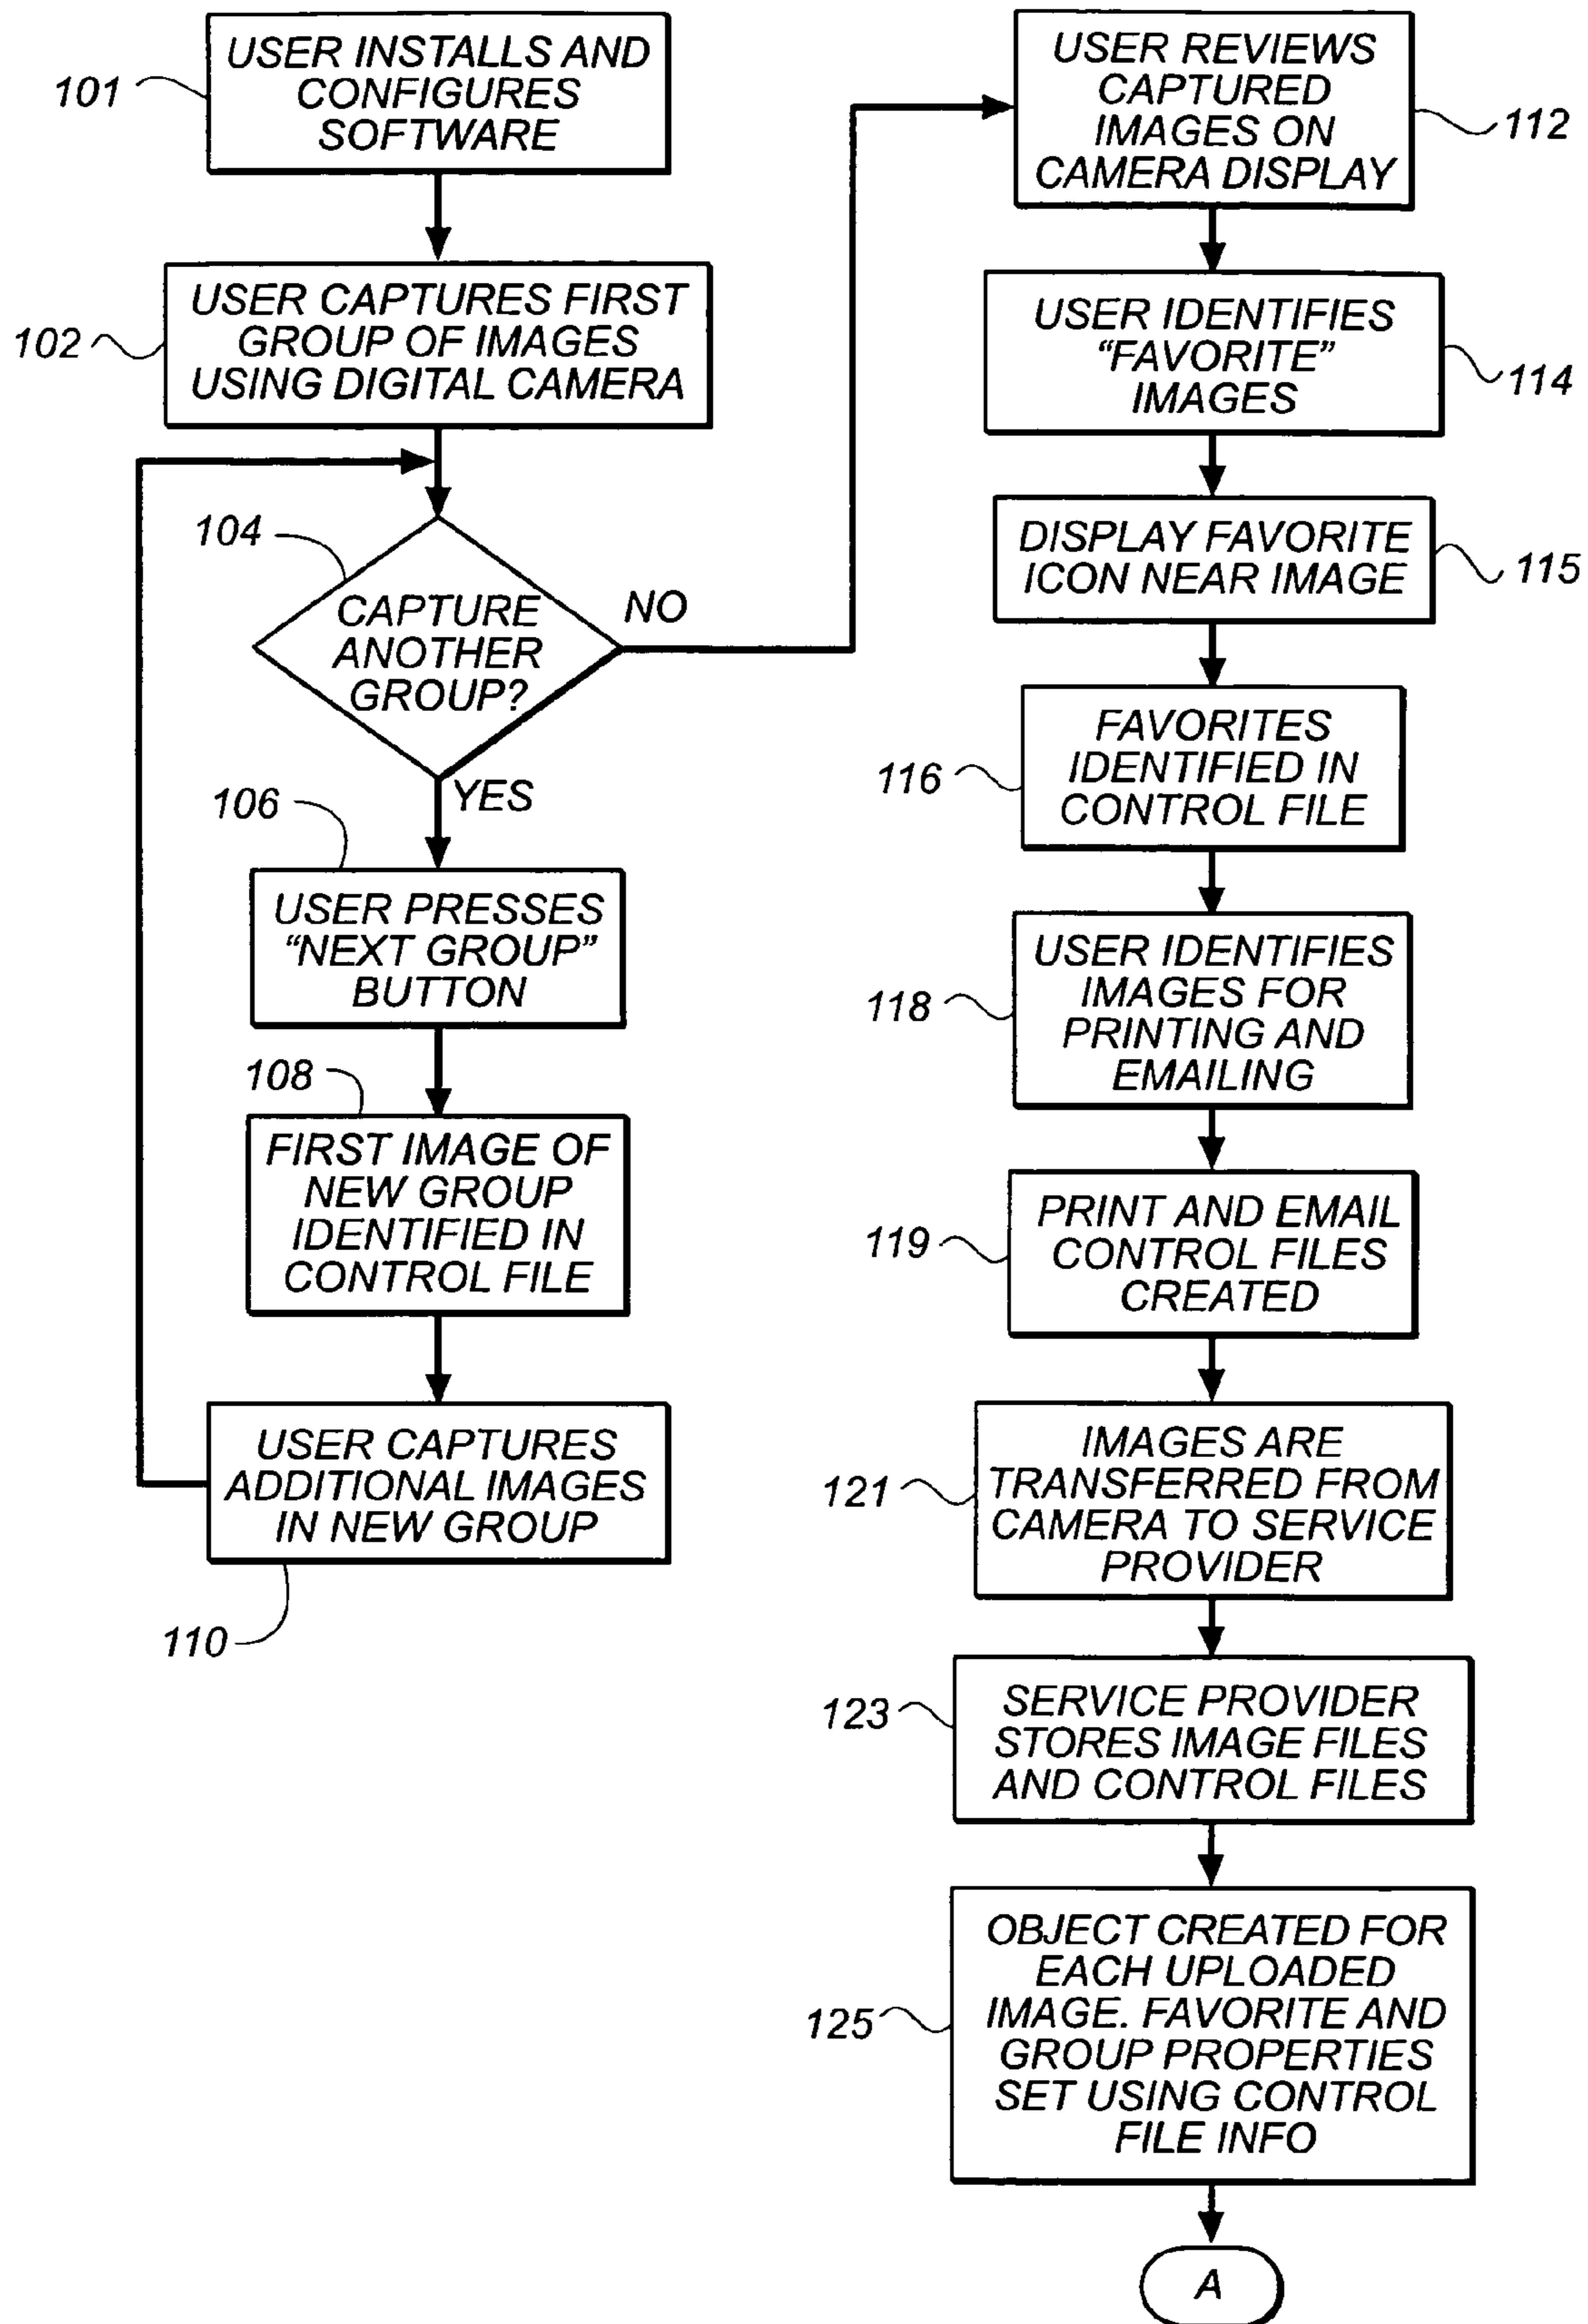 101
USER INSTALLS AND
CONFIGURES
SOFTWARE
102
USER CAPTURES FIRST
GROUP OF IMAGES
USING DIGITAL CAMERA
104
CAPTURE
ANOTHER
GROUP?
NO
YES
106
USER PRESSES
“NEXT GROUP”
BUTTON
108
FIRST IMAGE OF
NEW GROUP
IDENTIFIED IN
CONTROL FILE
USER CAPTURES
ADDITIONAL IMAGES
IN NEW GROUP
110
USER REVIEWS
CAPTURED
IMAGES ON
CAMERA DISPLAY
112
USER IDENTIFIES
“FAVORITE”
IMAGES
114
DISPLAY FAVORITE
ICON NEAR IMAGE
115
FAVORITES
IDENTIFIED IN
CONTROL FILE
116
USER IDENTIFIES
IMAGES FOR
PRINTING AND
EMAILING
118
PRINT AND EMAIL
CONTROL FILES
CREATED
119
IMAGES ARE
TRANSFERRED FROM
CAMERA TO SERVICE
PROVIDER
121
SERVICE PROVIDER
STORES IMAGE FILES
AND CONTROL FILES
123
OBJECT CREATED FOR
EACH UPLOADED
IMAGE. FAVORITE AND
GROUP PROPERTIES
SET USING CONTROL
FILE INFO
125
A